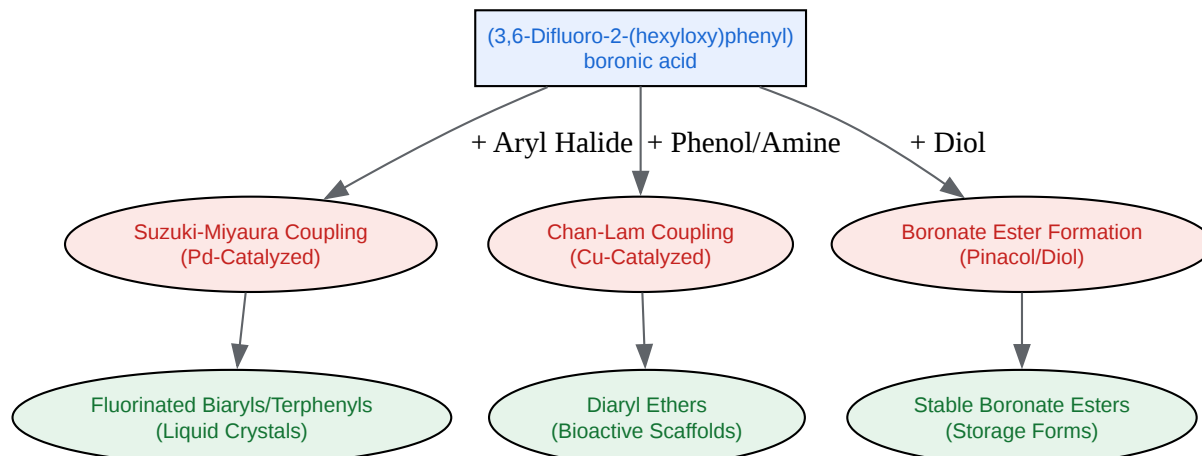 (3,6-Difluoro-2-(hexyloxy)phenyl)
boronic acid
+ Aryl Halide
+ Phenol/Amine
+ Diol
Suzuki-Miyaura Coupling
(Pd-Catalyzed)
Chan-Lam Coupling
(Cu-Catalyzed)
Boronate Ester Formation
(Pinacol/Diol)
Fluorinated Biaryls/Terphenyls
(Liquid Crystals)
Diaryl Ethers
(Bioactive Scaffolds)
Stable Boronate Esters
(Storage Forms)